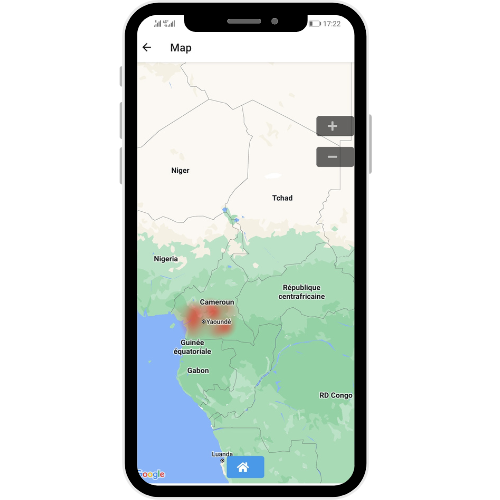 17:22
Map
+
−
Niger
Tchad
Nigeria
République
centrafricaine
Cameroun
Yaoundé
Guinée
équatoriale
Gabon
RD Congo
Luanda
Google